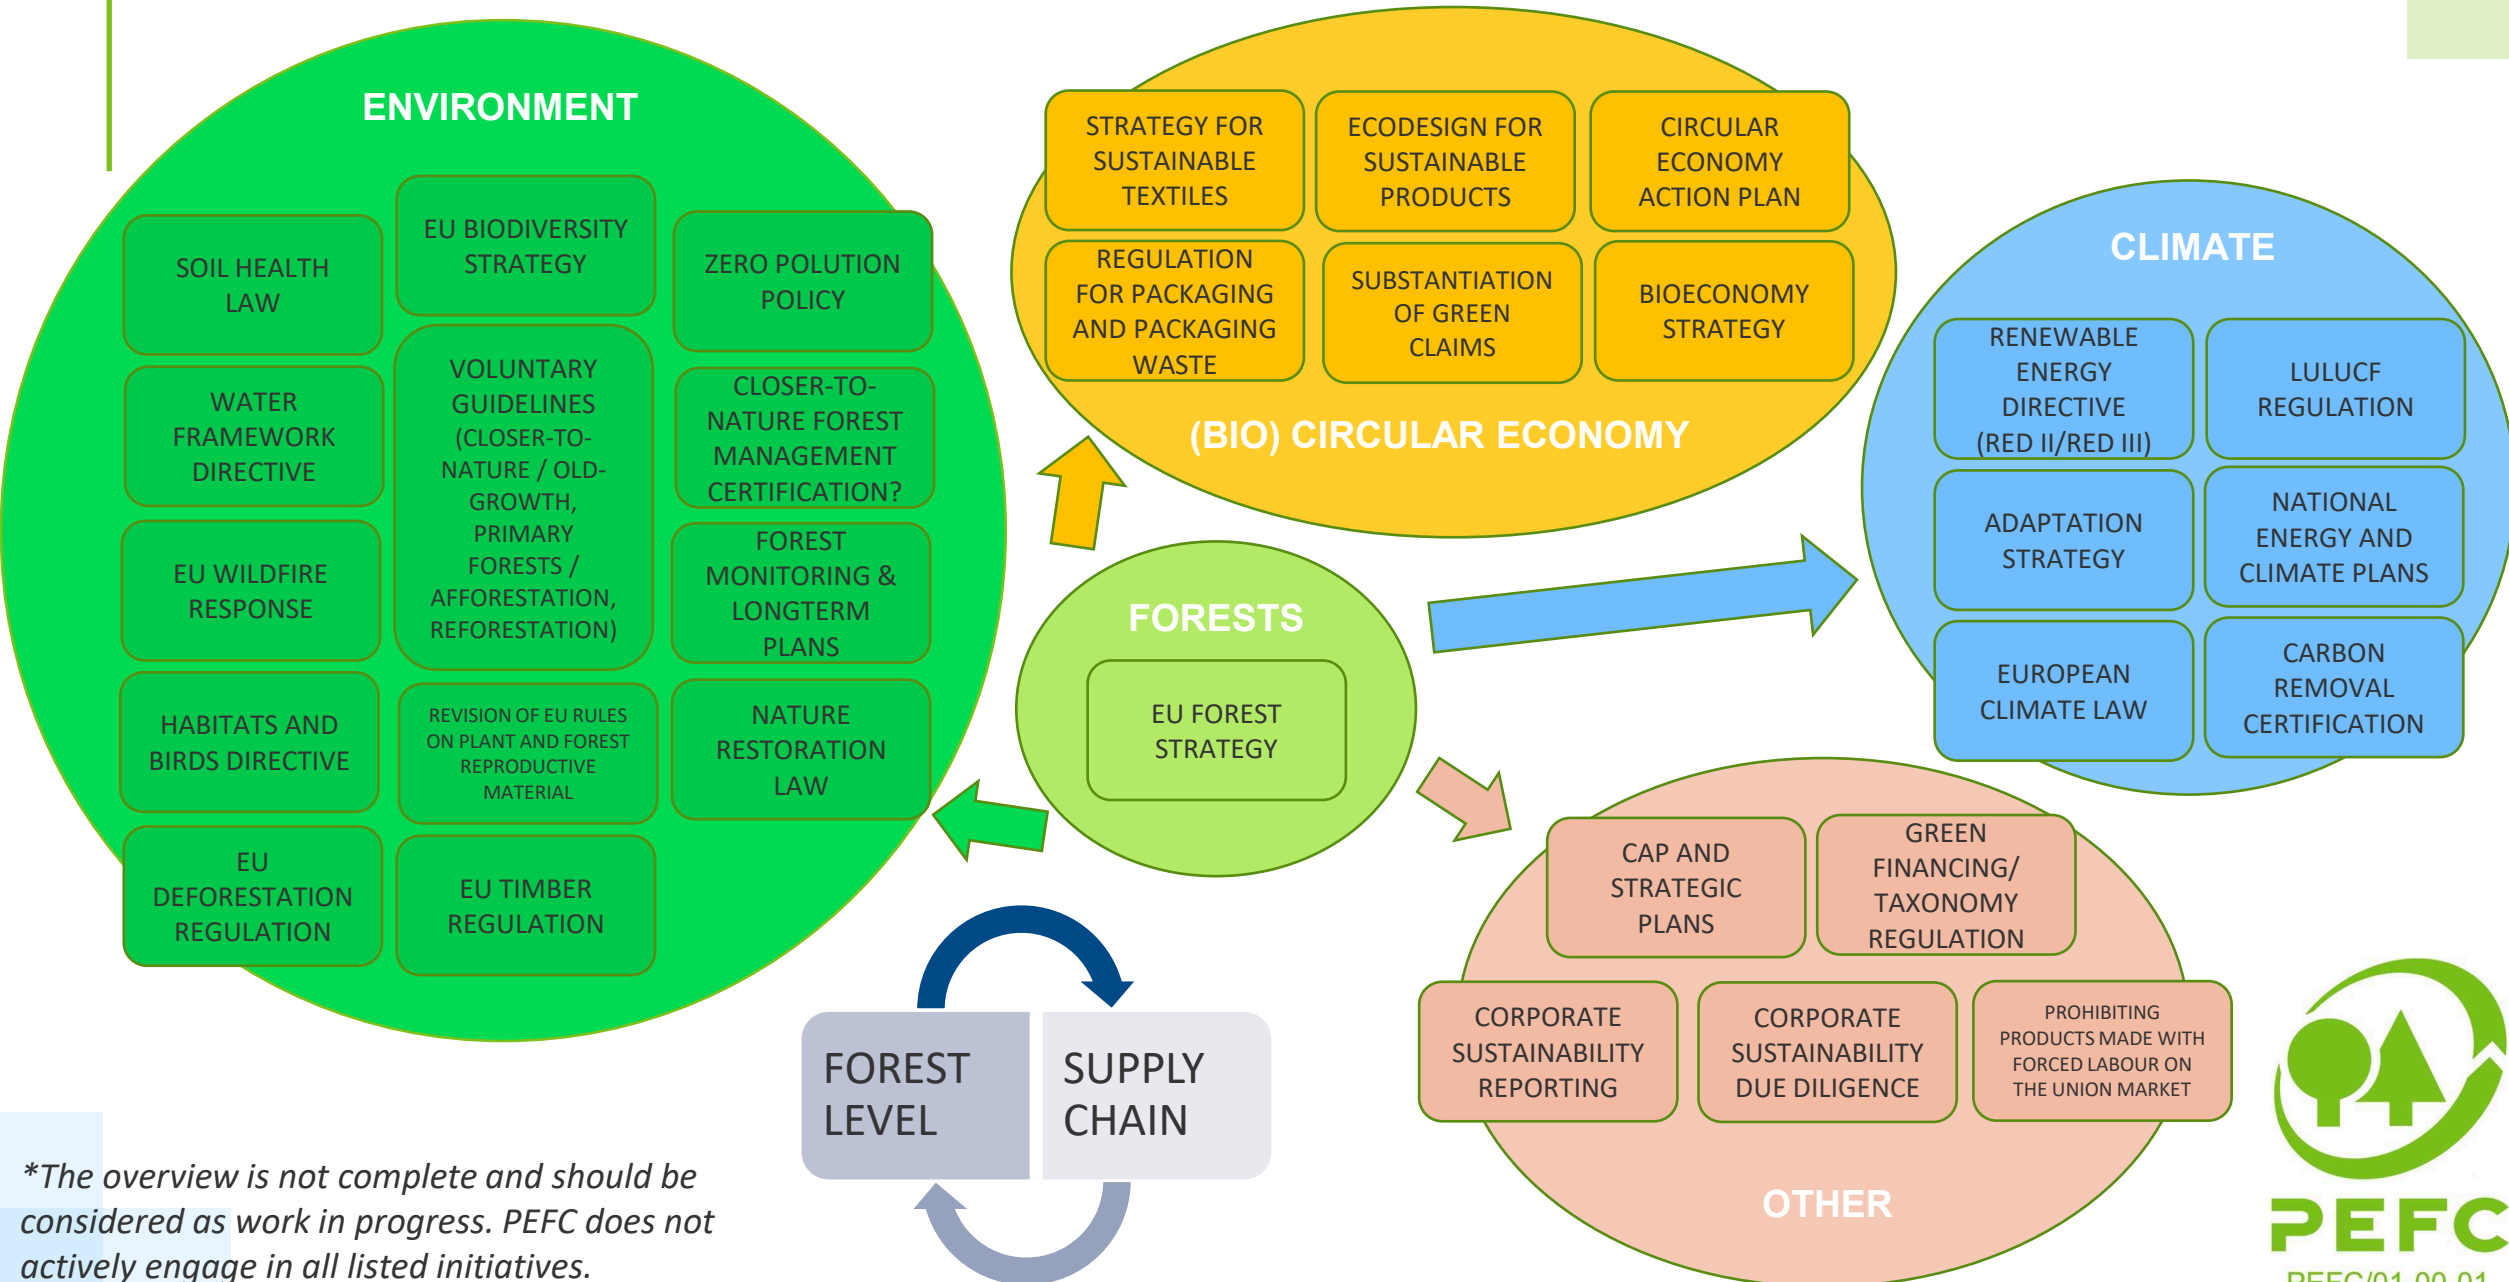 ENVIRONMENT
SOIL HEALTH
LAW
EU BIODIVERSITY
STRATEGY
ZERO POLUTION
POLICY
WATER
FRAMEWORK
DIRECTIVE
VOLUNTARY
GUIDELINES
(CLOSER-TO-
NATURE / OLD-
GROWTH,
PRIMARY
FORESTS /
AFFORESTATION,
REFORESTATION)
CLOSER-TO-
NATURE FOREST
MANAGEMENT
CERTIFICATION?
EU WILDFIRE
RESPONSE
FOREST
MONITORING &
LONGTERM
PLANS
HABITATS AND
BIRDS DIRECTIVE
REVISION OF EU RULES
ON PLANT AND FOREST
REPRODUCTIVE
MATERIAL
NATURE
RESTORATION
LAW
EU
DEFORESTATION
REGULATION
EU TIMBER
REGULATION
STRATEGY FOR
SUSTAINABLE
TEXTILES
ECODESIGN FOR
SUSTAINABLE
PRODUCTS
CIRCULAR
ECONOMY
ACTION PLAN
REGULATION
FOR PACKAGING
AND PACKAGING
WASTE
SUBSTANTIATION
OF GREEN
CLAIMS
BIOECONOMY
STRATEGY
(BIO) CIRCULAR ECONOMY
CLIMATE
RENEWABLE
ENERGY
DIRECTIVE
(RED II/RED III)
LULUCF
REGULATION
ADAPTATION
STRATEGY
NATIONAL
ENERGY AND
CLIMATE PLANS
EUROPEAN
CLIMATE LAW
CARBON
REMOVAL
CERTIFICATION
FORESTS
EU FOREST
STRATEGY
CAP AND
STRATEGIC
PLANS
GREEN
FINANCING/
TAXONOMY
REGULATION
CORPORATE
SUSTAINABILITY
REPORTING
CORPORATE
SUSTAINABILITY
DUE DILIGENCE
PROHIBITING
PRODUCTS MADE WITH
FORCED LABOUR ON
THE UNION MARKET
OTHER
FOREST
LEVEL
SUPPLY
CHAIN
*The overview is not complete and should be
considered as work in progress. PEFC does not
actively engage in all listed initiatives.
PEFC
PEFC/01-00-01